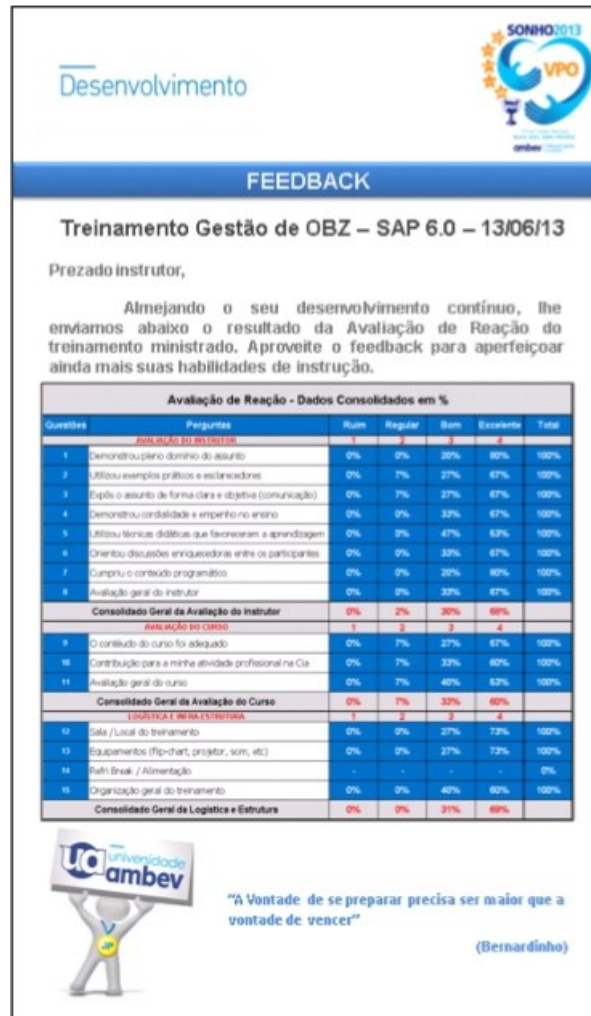 SONHO2013
VPO
Desenvolvimento
ambev
FEEDBACK
Treinamento Gestão de OBZ – SAP 6.0 – 13/06/13
Prezado instrutor,
Almejando o seu desenvolvimento contínuo, lhe
enviamos abaixo o resultado da Avaliação de Reação do
treinamento ministrado. Aproveite o feedback para aperfeiçoar
ainda mais suas habilidades de instrução.
Avaliação de Reação - Dados Consolidados em %
Questões Perguntas Ruim Regular Bom Excelente Total
AVALIAÇÃO DO INSTRUTOR 1 2 3 4
1 Demonstrou pleno domínio do assunto 0% 0% 20% 80% 100%
2 Utilizou exemplos práticos e esclarecedores 0% 7% 27% 67% 100%
3 Expôs o assunto de forma clara e objetiva (comunicação) 0% 7% 27% 67% 100%
4 Demonstrou cordialidade e empenho no ensino 0% 0% 33% 67% 100%
5 Utilizou técnicas didáticas que favoreceram a aprendizagem 0% 0% 47% 53% 100%
6 Orientou discussões enriquecedoras entre os participantes 0% 0% 33% 67% 100%
7 Cumpriu o conteúdo programático 0% 0% 20% 80% 100%
8 Avaliação geral do instrutor 0% 0% 33% 67% 100%
Consolidado Geral da Avaliação do Instrutor 0% 2% 30% 68%
AVALIAÇÃO DO CURSO 1 2 3 4
9 O conteúdo do curso foi adequado 0% 7% 27% 67% 100%
10 Contribuição para a minha atividade profissional na Cia 0% 7% 33% 60% 100%
11 Avaliação geral do curso 0% 7% 40% 53% 100%
Consolidado Geral da Avaliação do Curso 0% 7% 33% 60%
LOGÍSTICA E INFRA-ESTRUTURA 1 2 3 4
12 Sala / Local do treinamento 0% 0% 27% 73% 100%
13 Equipamentos (flip-chart, projetor, som, etc) 0% 0% 27% 73% 100%
14 Refri Break / Alimentação - - - - 0%
15 Organização geral do treinamento 0% 0% 40% 60% 100%
Consolidado Geral da Logística e Estrutura 0% 0% 31% 69%
ua universidade
ambev
JP
"A Vontade de se preparar precisa ser maior que a
vontade de vencer"
(Bernardinho)